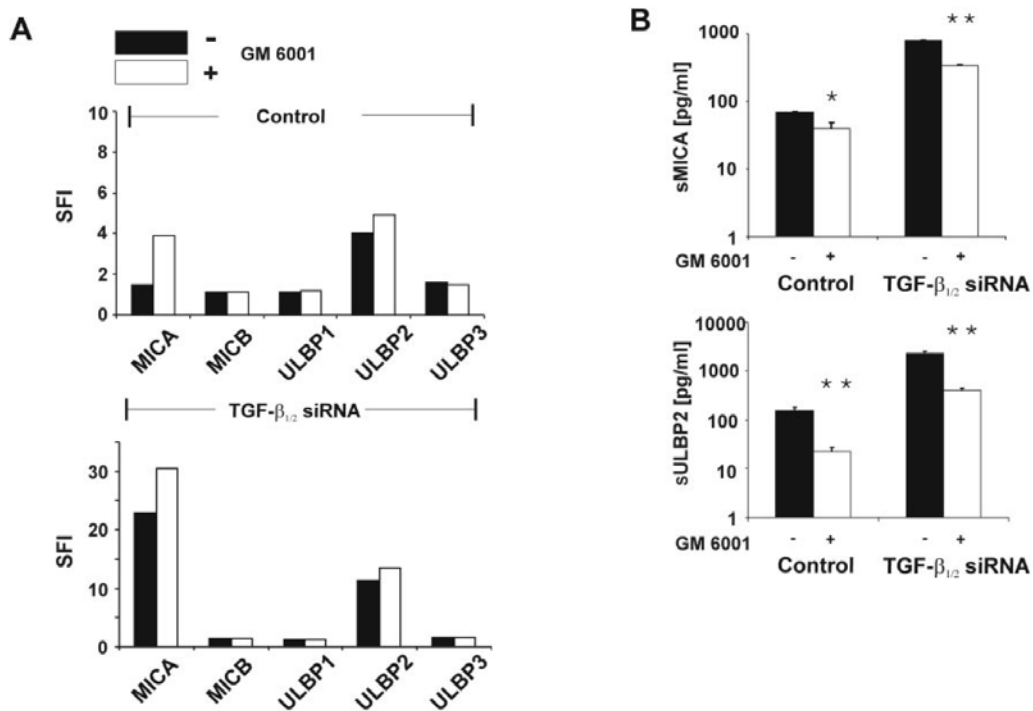 A
-
GM 6001
+
Control
SFI
10
8
6
4
2
0
MICA
MICB
ULBP1
ULBP2
ULBP3
TGF-β1/2 siRNA
SFI
30
20
10
0
MICA
MICB
ULBP1
ULBP2
ULBP3
B
sMICA [pg/ml]
1000
100
10
1
*
* *
GM 6001
- + - +
Control TGF-β1/2 siRNA
sULBP2 [pg/ml]
10000
1000
100
10
1
* *
* *
GM 6001
- + - +
Control TGF-β1/2 siRNA